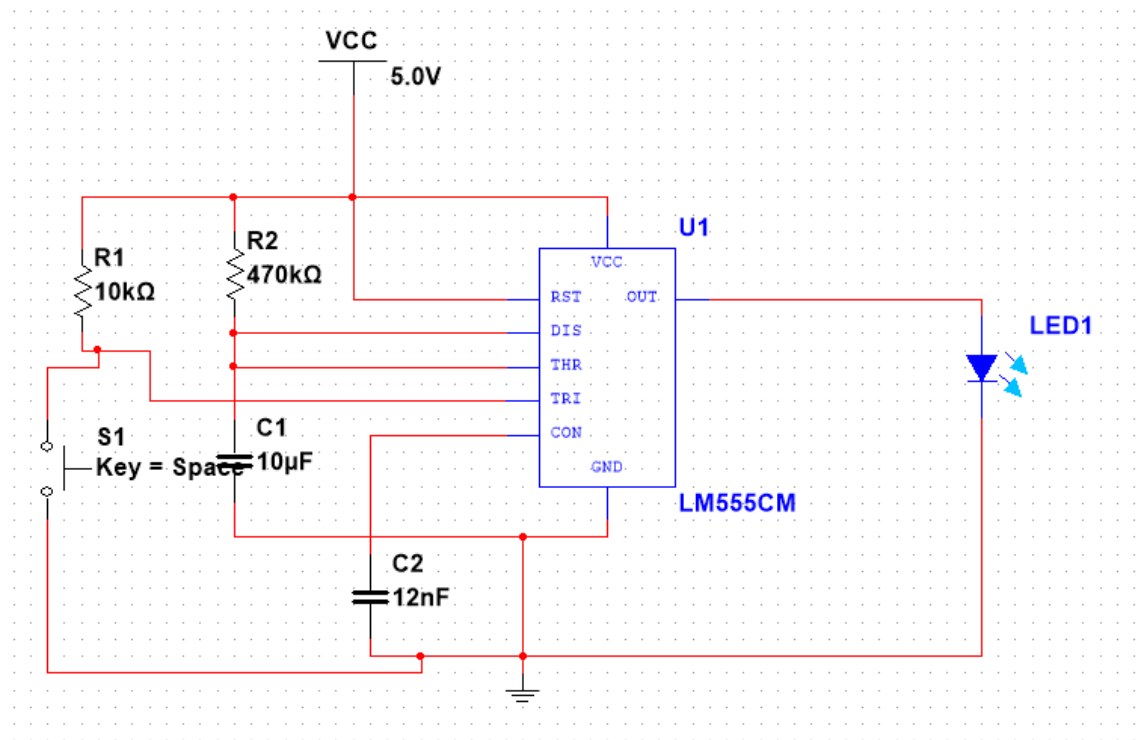 VCC
5.0V
U1
R1
10kΩ
R2
470kΩ
VCC
RST
OUT
DIS
THR
TRI
CON
GND
LED1
S1
Key = Space
C1
10µF
LM555CM
C2
12nF